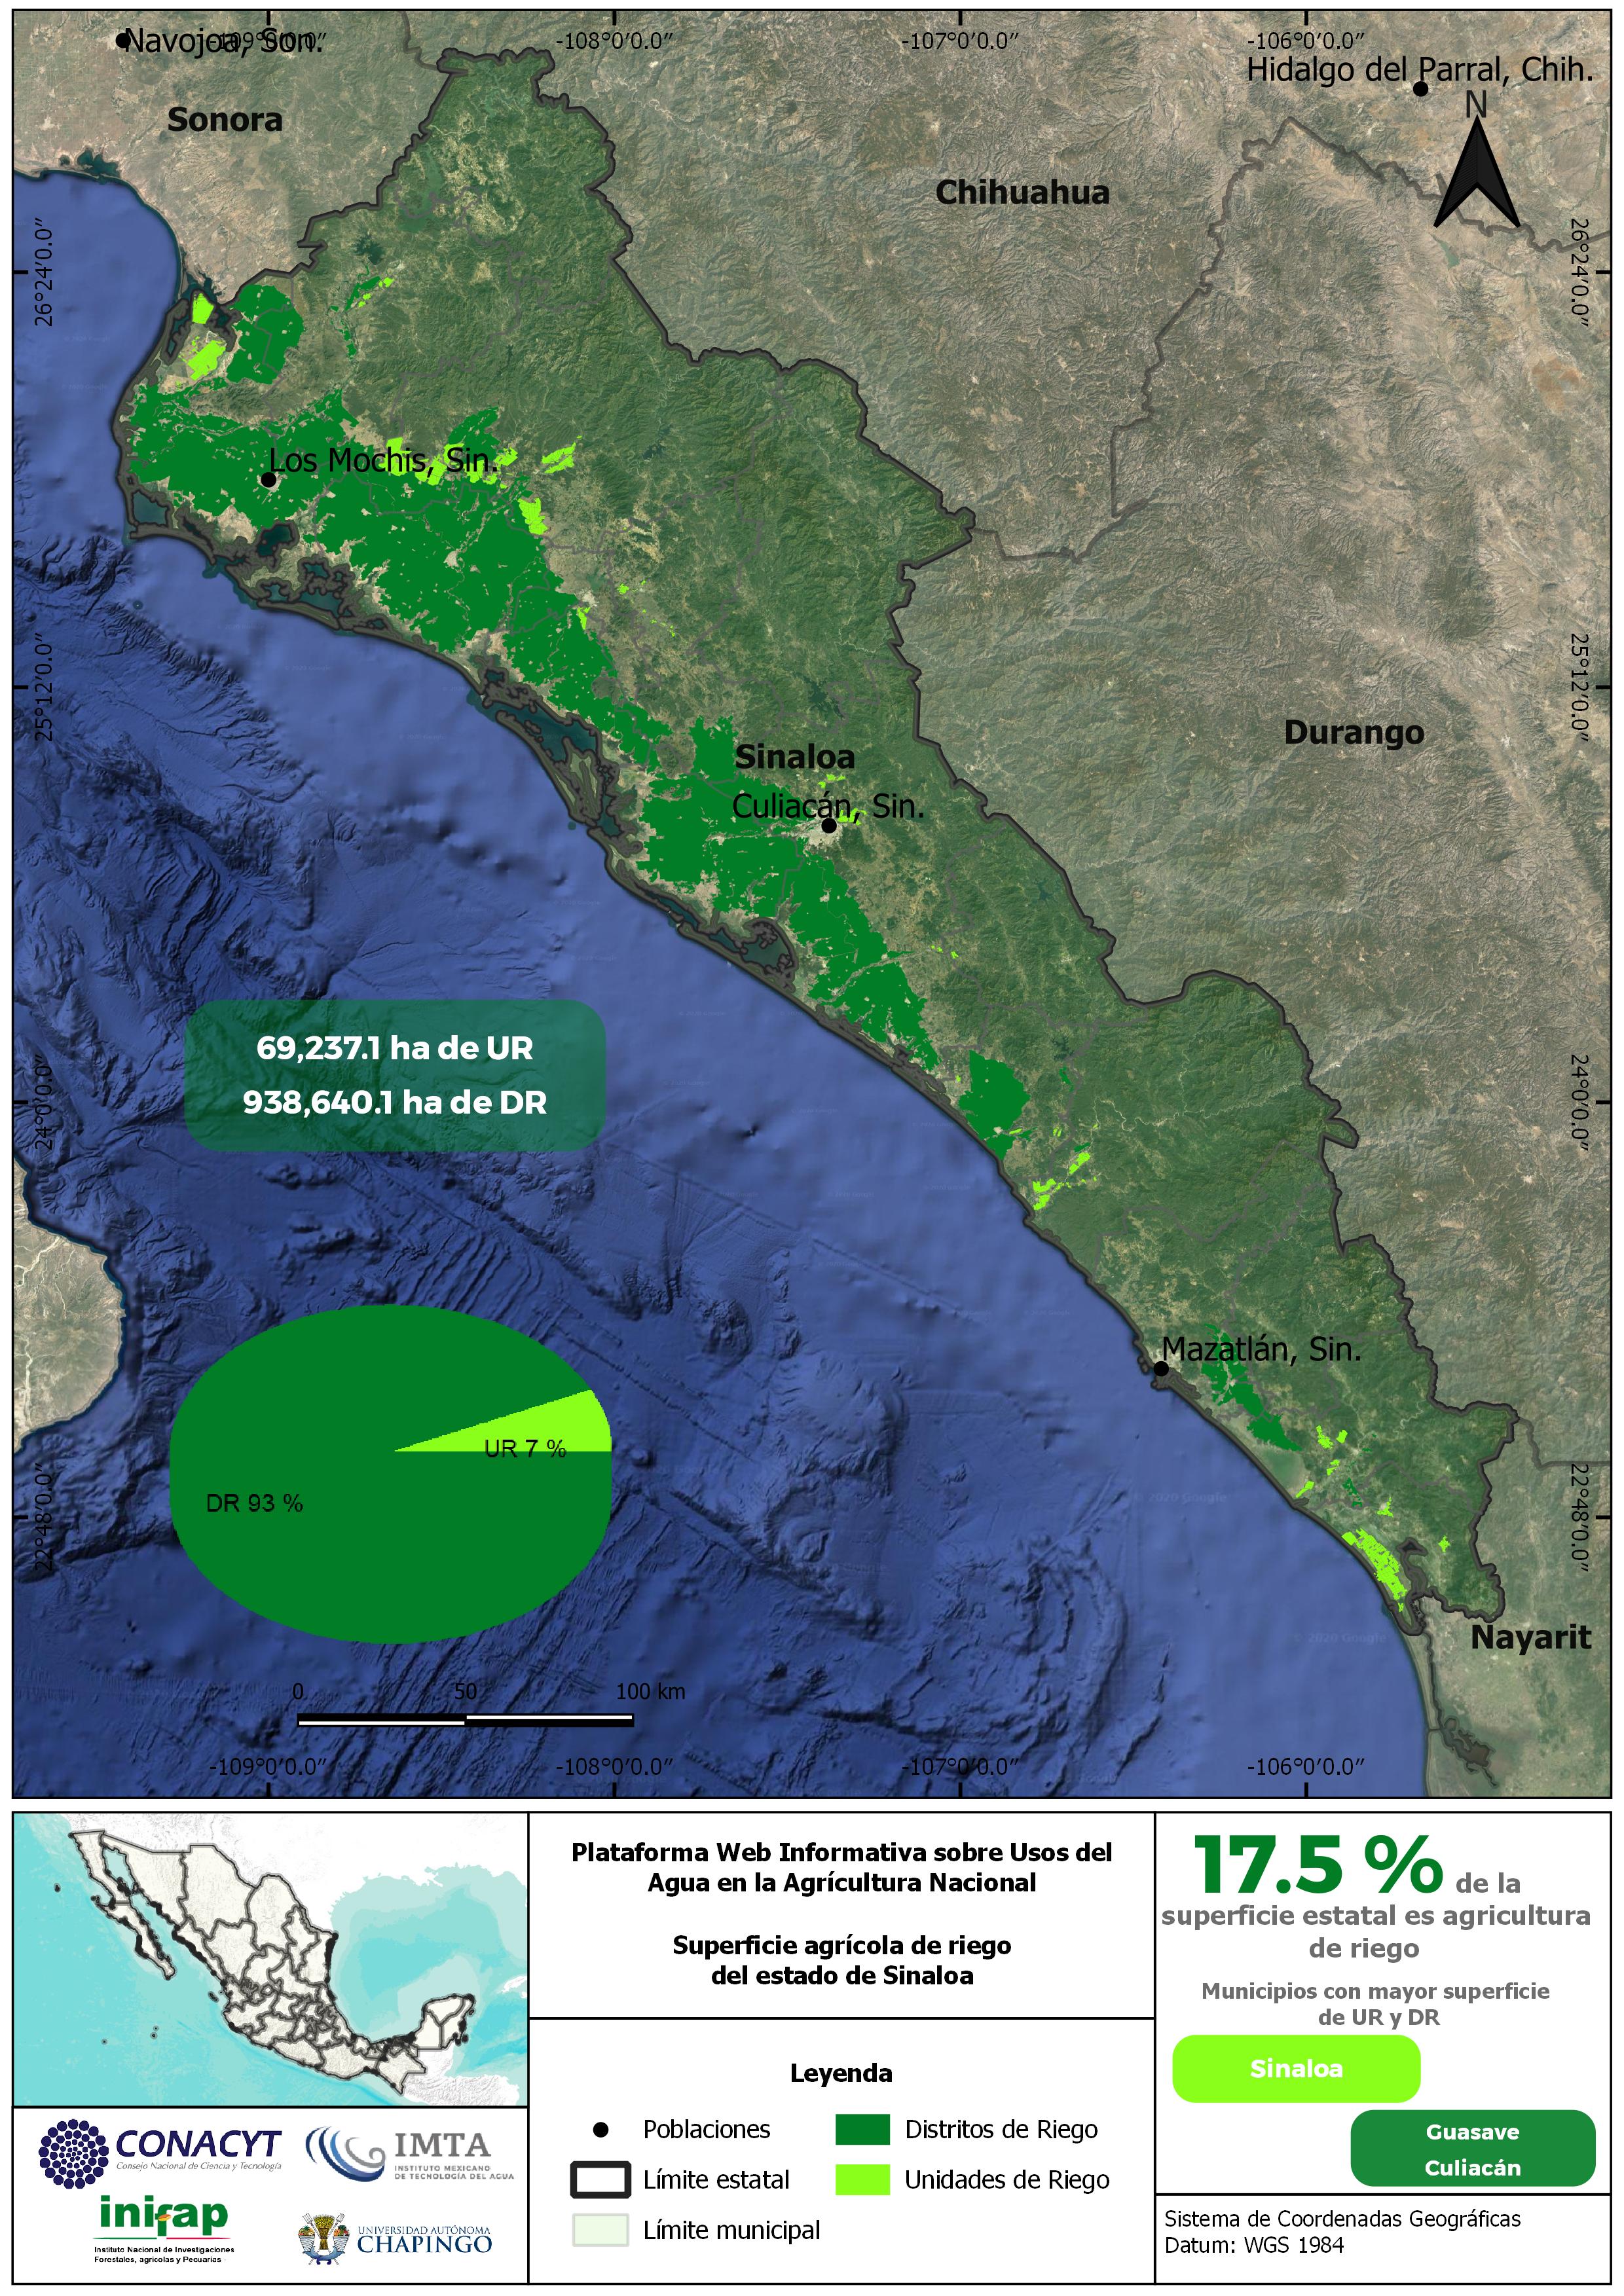 Navojoa, Son.
-109°0′0.0″
-108°0′0.0″
-107°0′0.0″
-106°0′0.0″
Hidalgo del Parral, Chih.
N
Sonora
Chihuahua
26°24′0.0″
26°24′0.0″
Los Mochis, Sin.
25°12′0.0″
25°12′0.0″
Durango
Sinaloa
Culiacán, Sin.
69,237.1 ha de UR
938,640.1 ha de DR
24°0′0.0″
24°0′0.0″
Mazatlán, Sin.
UR 7 %
DR 93 %
22°48′0.0″
22°48′0.0″
© 2020 Google
© 2020 Google
Nayarit
0 50 100 km
-109°0′0.0″
-108°0′0.0″
-107°0′0.0″
-106°0′0.0″
Plataforma Web Informativa sobre Usos del
Agua en la Agrícultura Nacional
Superficie agrícola de riego
del estado de Sinaloa
Leyenda
Poblaciones
Límite estatal
Límite municipal
Distritos de Riego
Unidades de Riego
17.5 % de la
superficie estatal es agricultura
de riego
Municipios con mayor superficie
de UR y DR
Sinaloa
Guasave
Culiacán
Sistema de Coordenadas Geográficas
Datum: WGS 1984
CONACYT
Consejo Nacional de Ciencia y Tecnología
IMTA
INSTITUTO MEXICANO
DE TECNOLOGÍA DEL AGUA
inifap
Instituto Nacional de Investigaciones
Forestales, agrícolas y Pecuarias
UNIVERSIDAD AUTÓNOMA
CHAPINGO